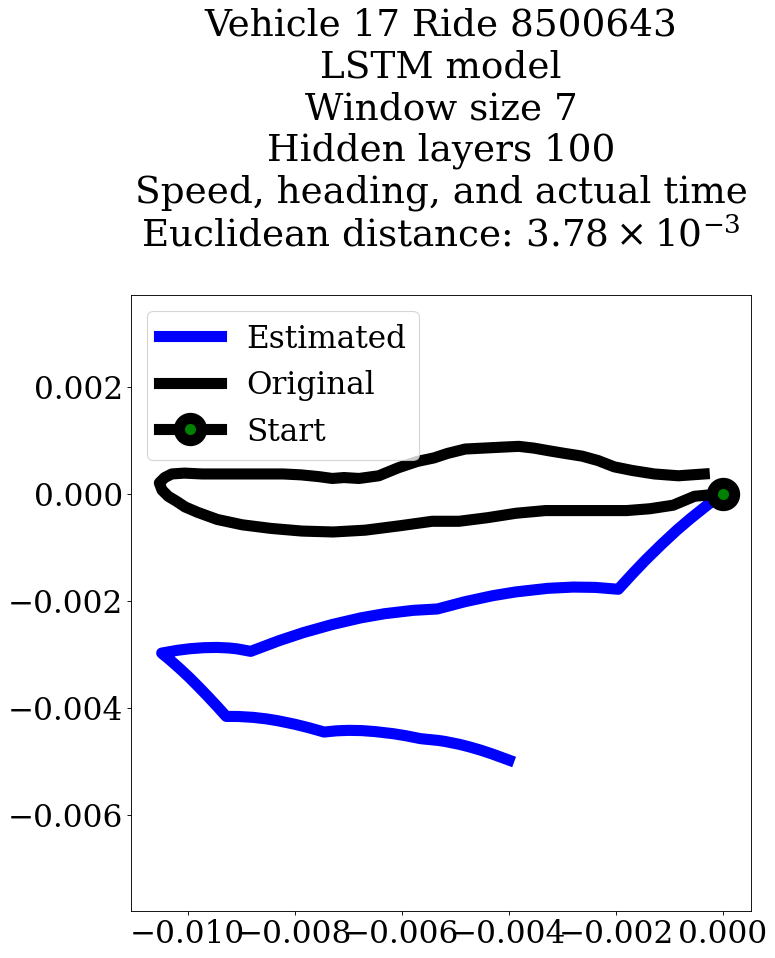 Vehicle 17 Ride 8500643
LSTM model
Window size 7
Hidden layers 100
Speed, heading, and actual time
Euclidean distance: 3.78 × 10⁻³
Estimated
Original
Start
0.002
0.000
−0.002
−0.004
−0.006
−0.010 −0.008 −0.006 −0.004 −0.002 0.000